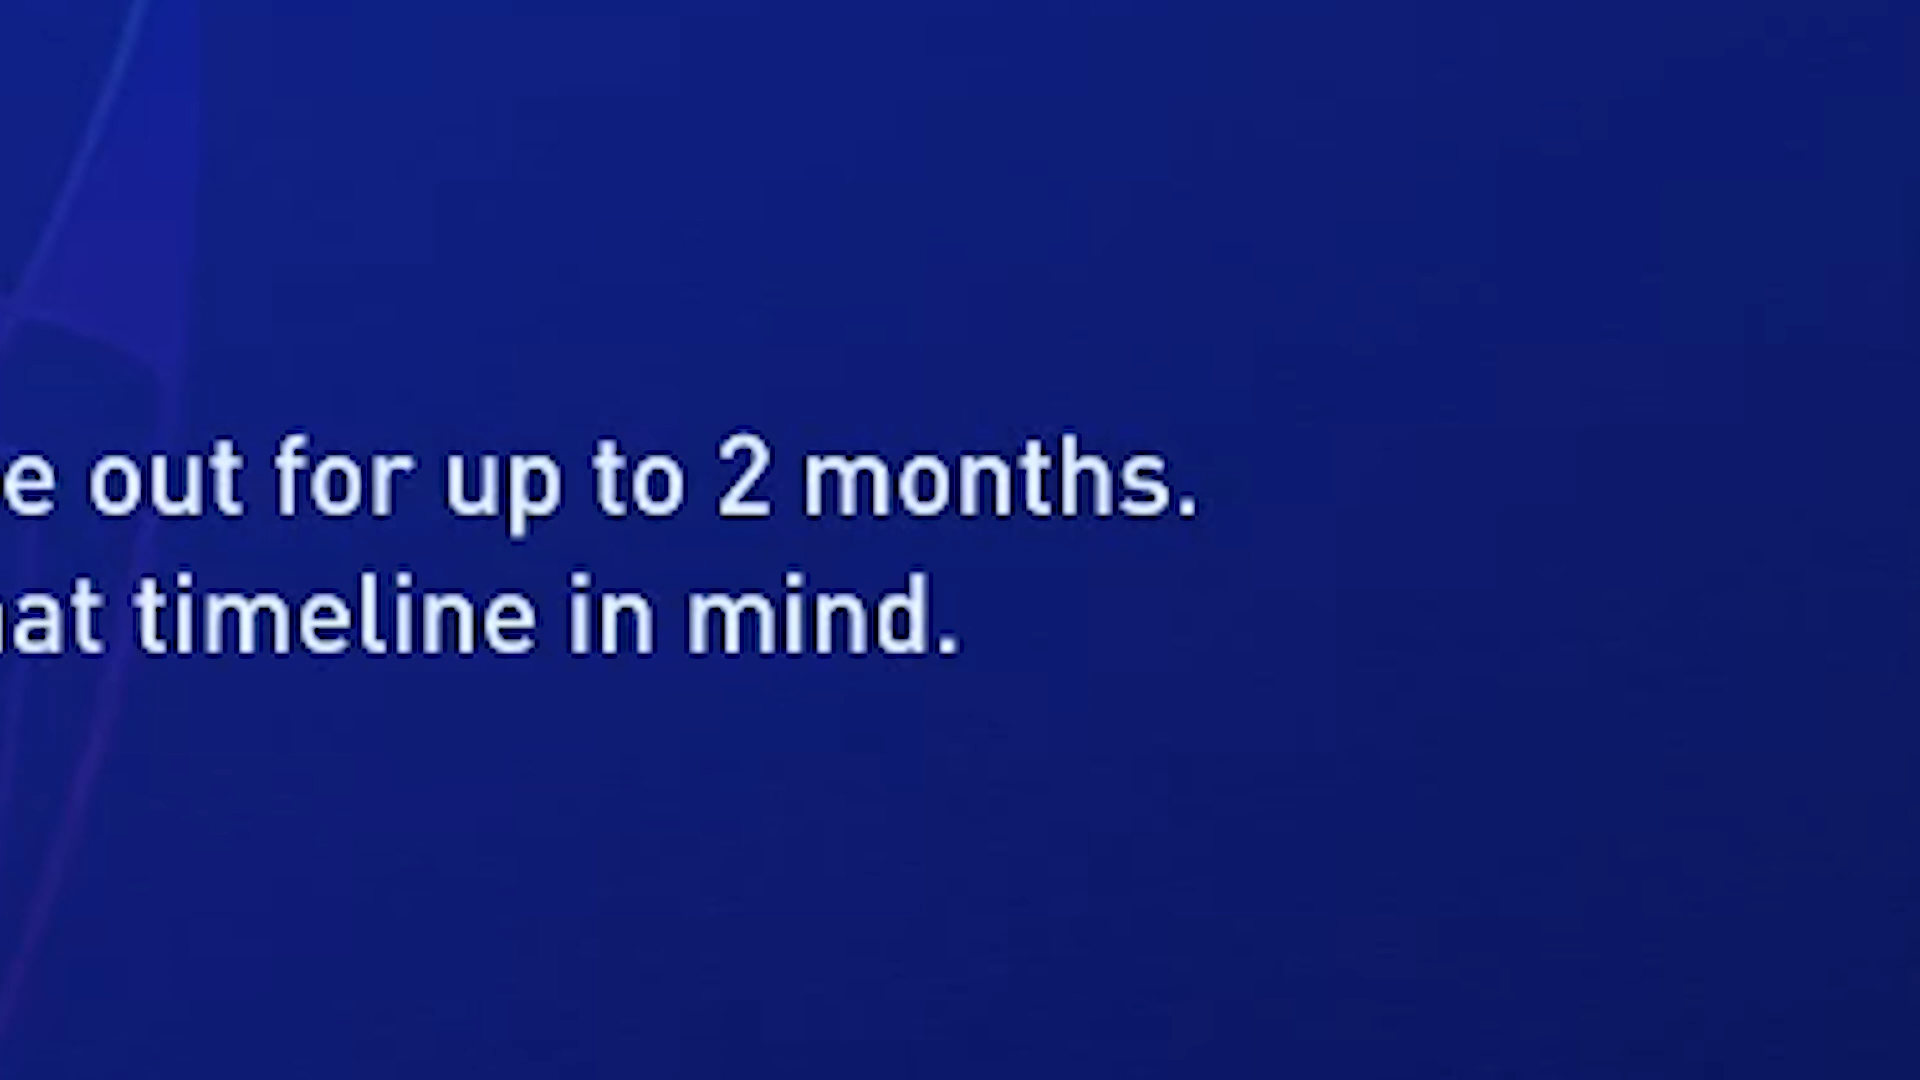 e out for up to 2 months.
at timeline in mind.